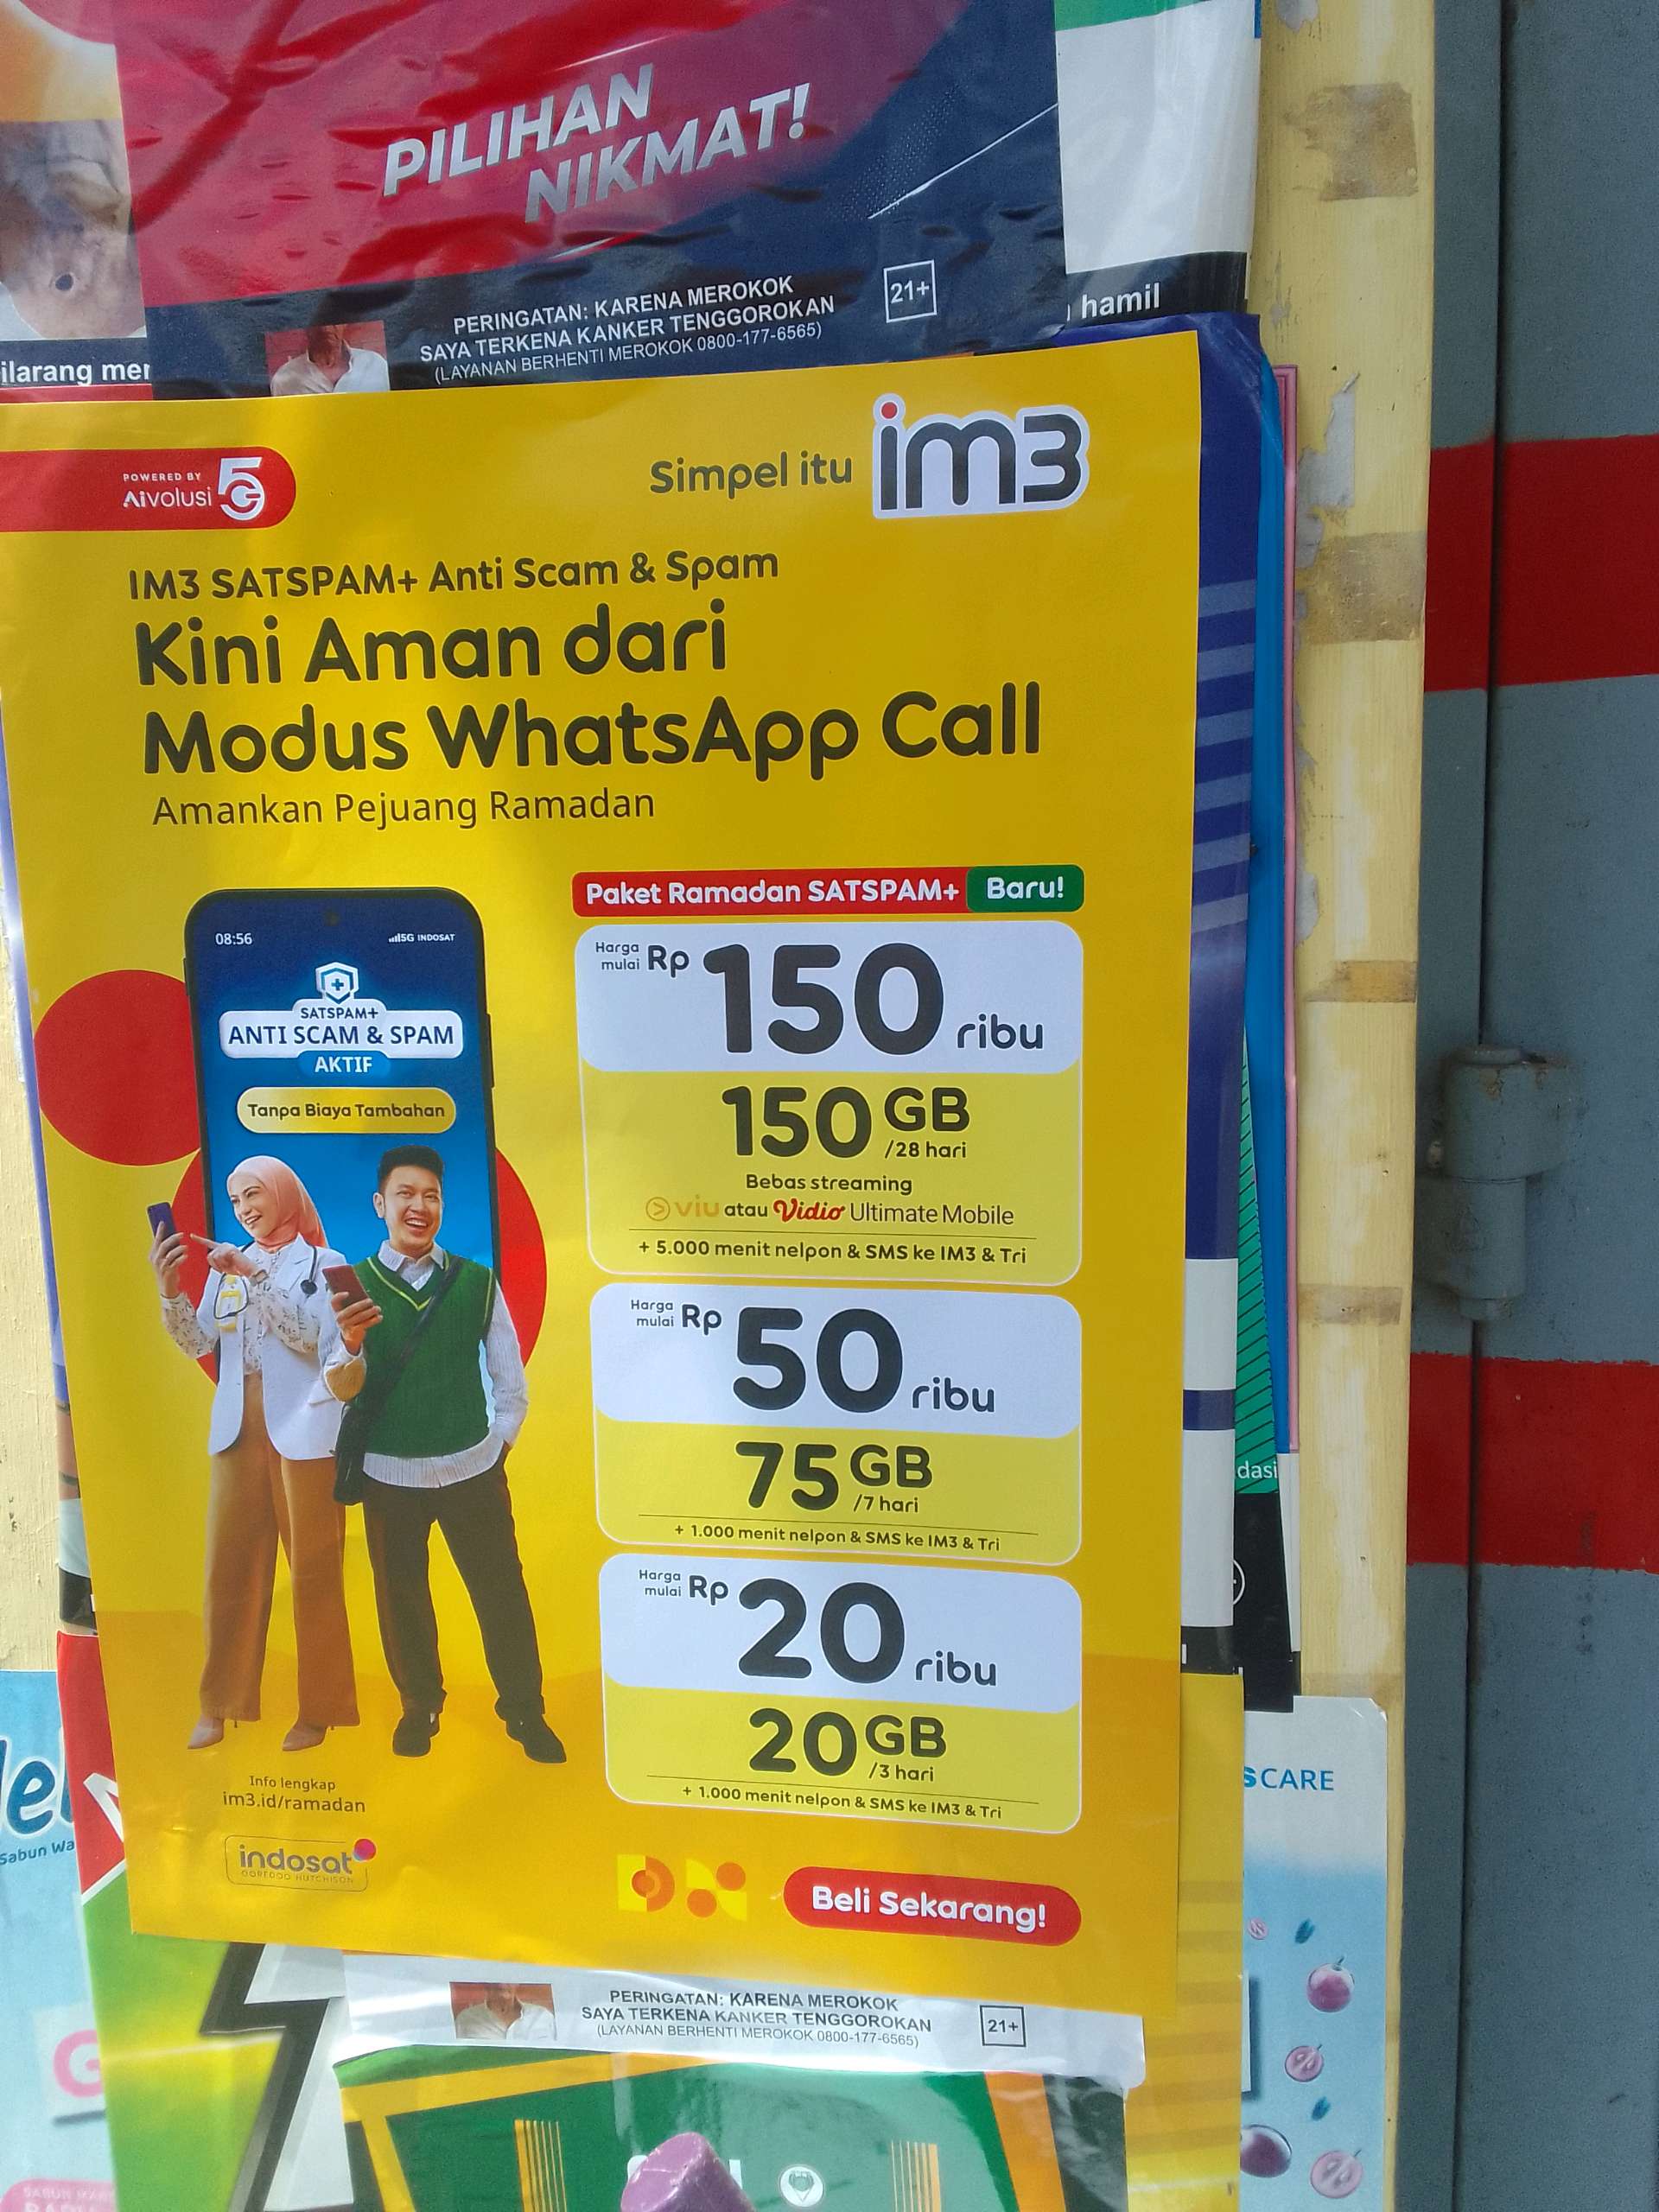 PILIHAN
NIKMAT!
PERINGATAN: KARENA MEROKOK
SAYA TERKENA KANKER TENGGOROKAN
(LAYANAN BERHENTI MEROKOK 0800-177-6565)
21+
hamil
ilarang mer
POWERED BY
AIVOLUSI 5G
Simpel itu im3
IM3 SATSPAM+ Anti Scam & Spam
Kini Aman dari
Modus WhatsApp Call
Amankan Pejuang Ramadan
08:56
5G INDOSAT
SATSPAM+
ANTI SCAM & SPAM
AKTIF
Tanpa Biaya Tambahan
Paket Ramadan SATSPAM+ Baru!
Harga mulai Rp 150 ribu
150 GB /28 hari
Bebas streaming
viu atau Vidio Ultimate Mobile
+ 5.000 menit nelpon & SMS ke IM3 & Tri
Harga mulai Rp 50 ribu
75 GB /7 hari
+ 1.000 menit nelpon & SMS ke IM3 & Tri
Harga mulai Rp 20 ribu
20 GB /3 hari
+ 1.000 menit nelpon & SMS ke IM3 & Tri
Info lengkap
im3.id/ramadan
indosat
OOREDOO HUTCHISON
Beli Sekarang!
PERINGATAN: KARENA MEROKOK
SAYA TERKENA KANKER TENGGOROKAN
(LAYANAN BERHENTI MEROKOK 0800-177-6565)
21+
dasi
CARE
Sabun Wa